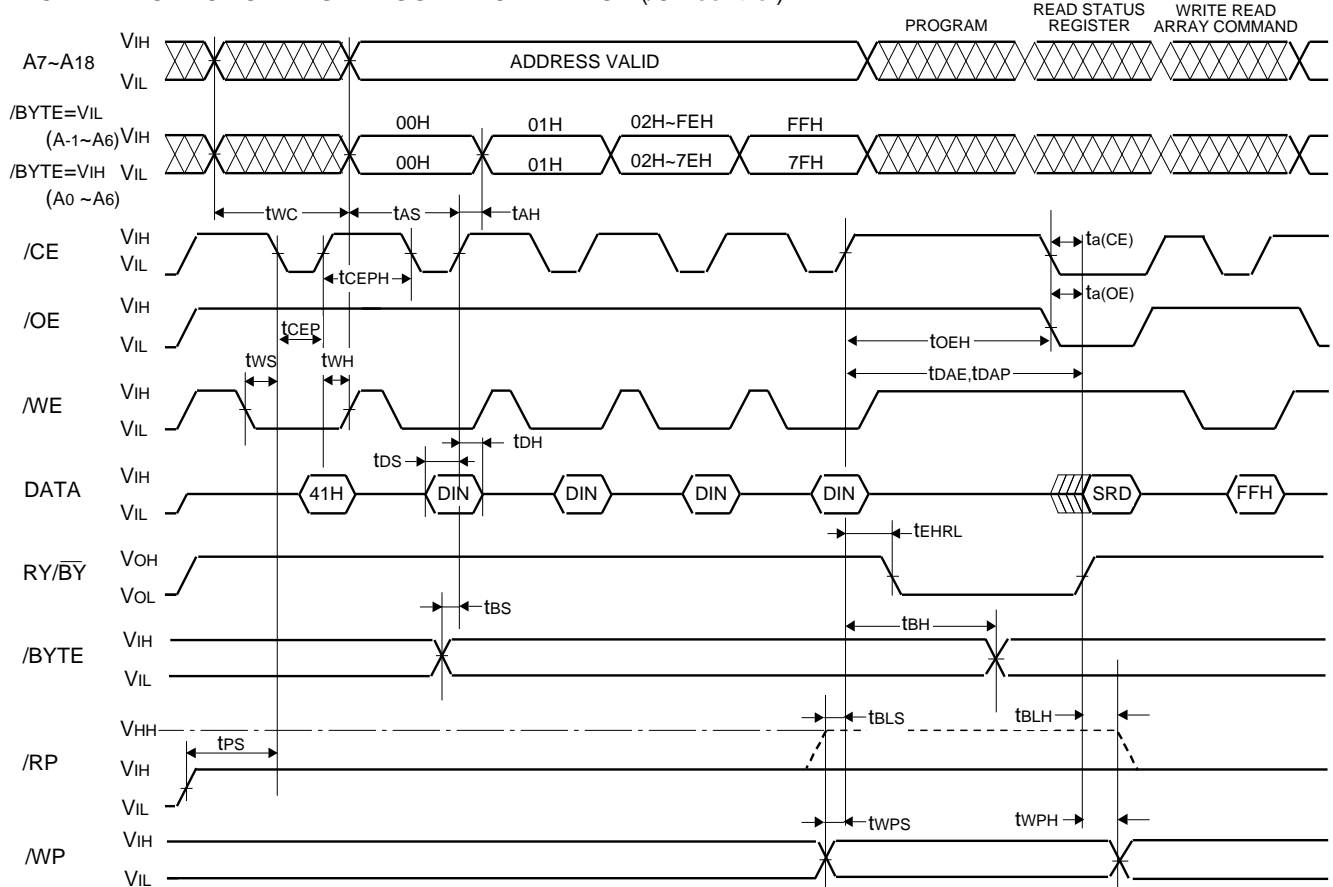 (/CE control)
PROGRAM
READ STATUS
REGISTER
WRITE READ
ARRAY COMMAND
A7~A18
VIH
VIL
ADDRESS VALID
/BYTE=VIL
(A-1~A6)
VIH
00H
01H
02H~FEH
FFH
/BYTE=VIH
(A0 ~A6)
VIL
00H
01H
02H~7EH
7FH
tWC
tAS
tAH
/CE
VIH
VIL
tCEPH
ta(CE)
/OE
VIH
VIL
tCEP
ta(OE)
tOEH
tWS
tWH
tDAE,tDAP
/WE
VIH
VIL
tDS
tDH
DATA
VIH
VIL
41H
DIN
DIN
DIN
DIN
SRD
FFH
tEHRL
RY/BY
VOH
VOL
tBS
tBH
/BYTE
VIH
VIL
tBLS
tBLH
VHH
tPS
/RP
VIH
VIL
tWPS
tWPH
/WP
VIH
VIL